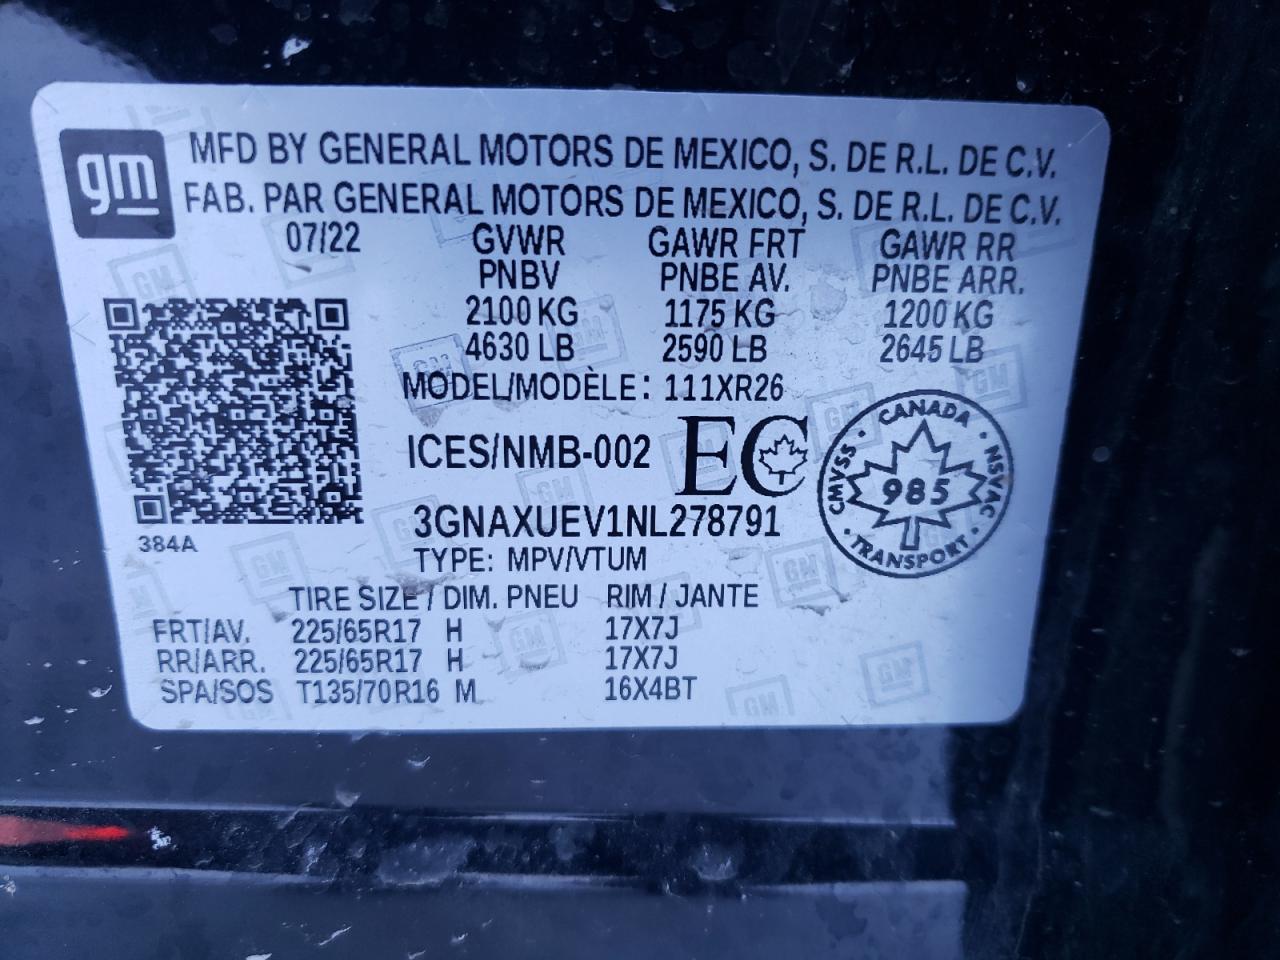 gm
MFD BY GENERAL MOTORS DE MEXICO, S. DE R.L. DE C.V.
FAB. PAR GENERAL MOTORS DE MEXICO, S. DE R.L. DE C.V.
07/22 GVWR GAWR FRT GAWR RR
PNBV PNBE AV. PNBE ARR.
2100 KG 1175 KG 1200 KG
4630 LB 2590 LB 2645 LB
MODEL/MODÈLE: 111XR26
ICES/NMB-002 EC
CANADA
CMVSS · NSVAC
985
TRANSPORT
3GNAXUEV1NL278791
384A
TYPE: MPV/VTUM
TIRE SIZE / DIM. PNEU RIM / JANTE
FRT/AV. 225/65R17 H 17X7J
RR/ARR. 225/65R17 H 17X7J
SPA/SOS T135/70R16 M 16X4BT